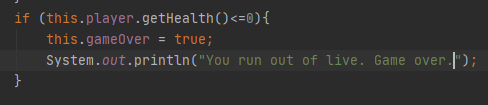 if (this.player.getHealth()<=0){
    this.gameOver = true;
    System.out.println("You run out of live. Game over.");
}